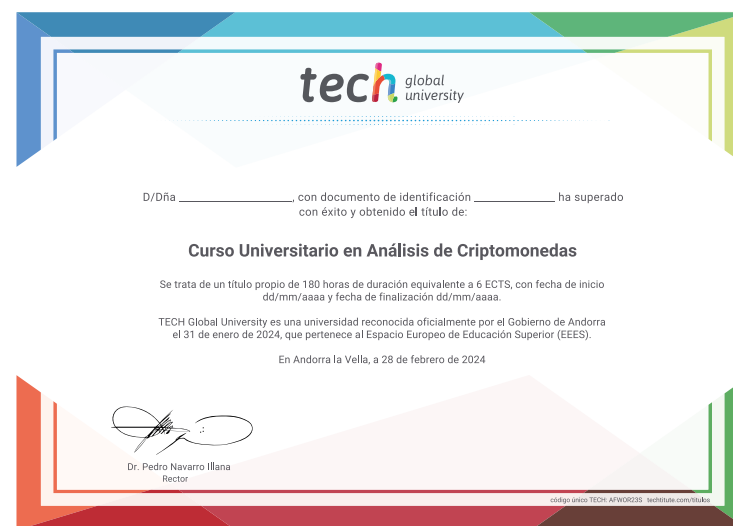 tech global university
D/Dña ____________________, con documento de identificación ______________ ha superado
con éxito y obtenido el título de:
Curso Universitario en Análisis de Criptomonedas
Se trata de un título propio de 180 horas de duración equivalente a 6 ECTS, con fecha de inicio
dd/mm/aaaa y fecha de finalización dd/mm/aaaa.
TECH Global University es una universidad reconocida oficialmente por el Gobierno de Andorra
el 31 de enero de 2024, que pertenece al Espacio Europeo de Educación Superior (EEES).
En Andorra la Vella, a 28 de febrero de 2024
Dr. Pedro Navarro Illana
Rector
código único TECH: AFWOR23S techtitute.com/titulos